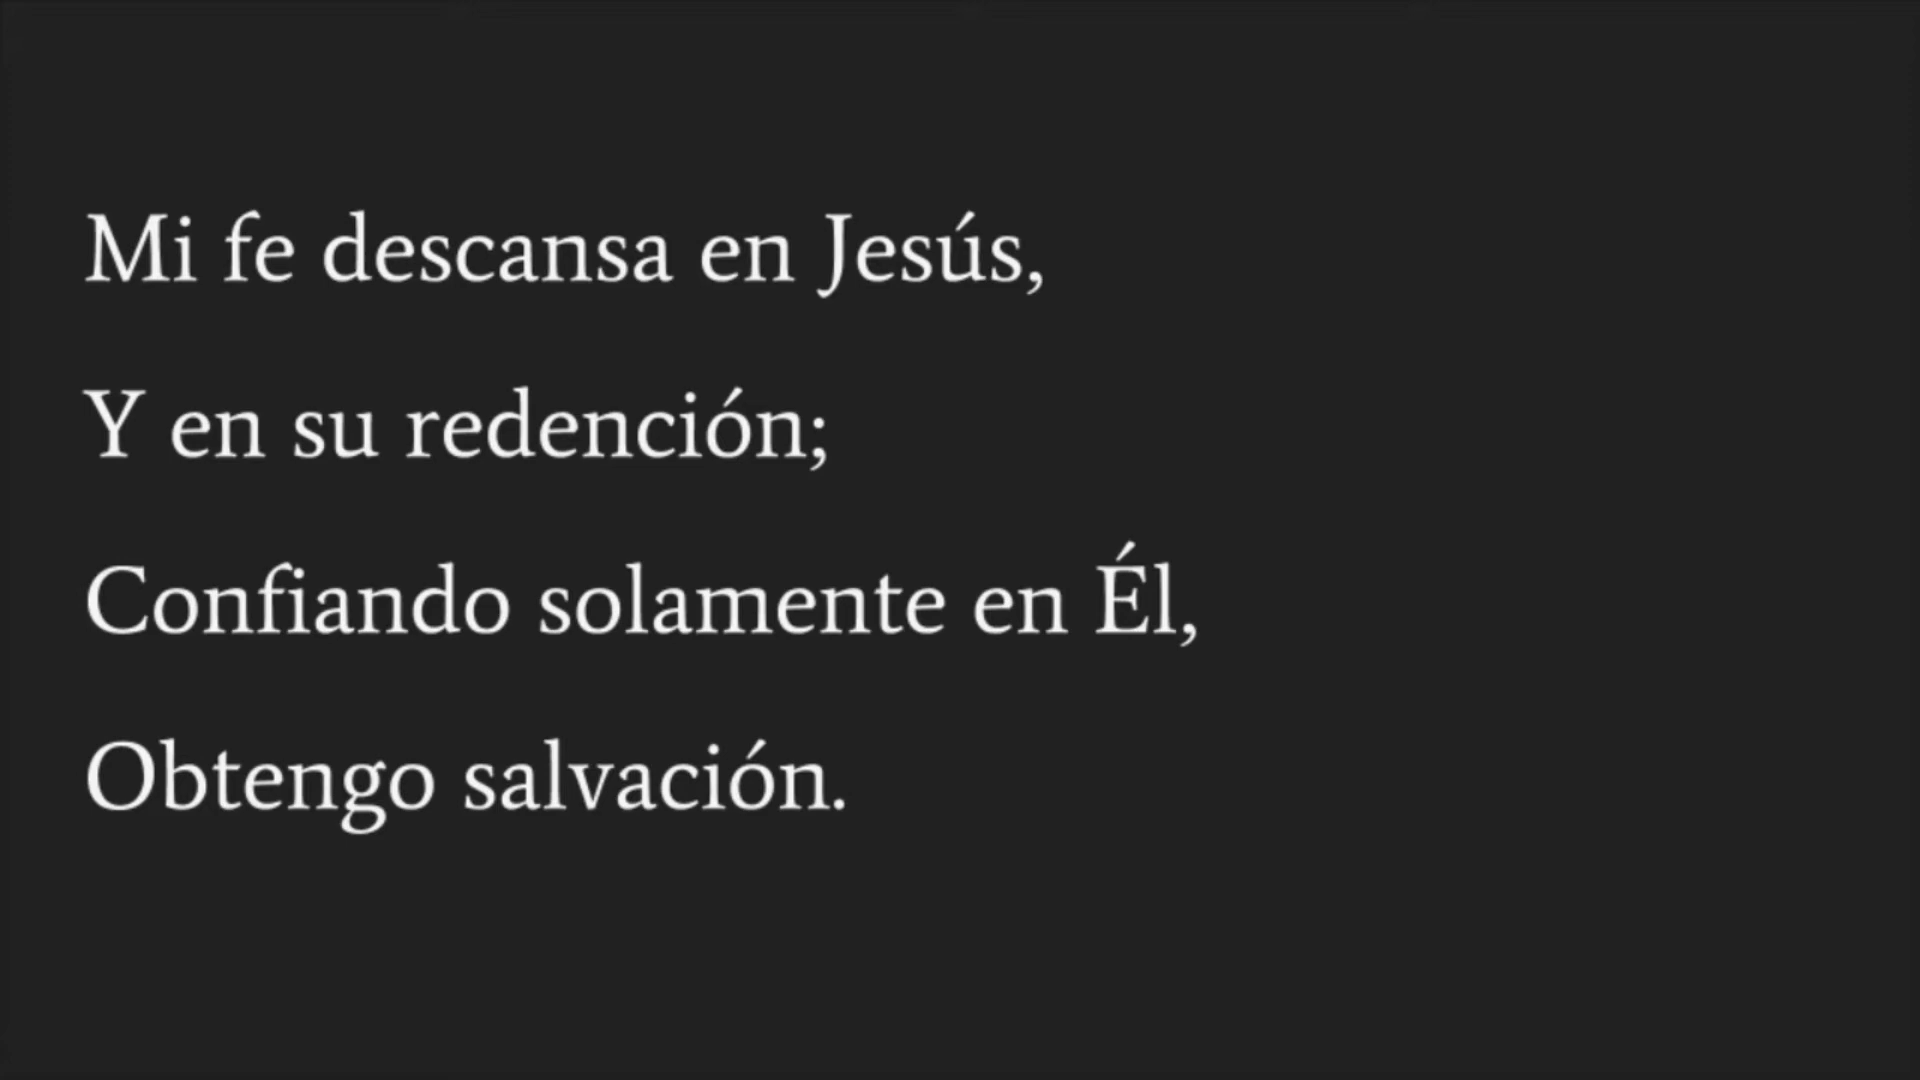 Mi fe descansa en Jesús,
Y en su redención;
Confiando solamente en Él,
Obtengo salvación.